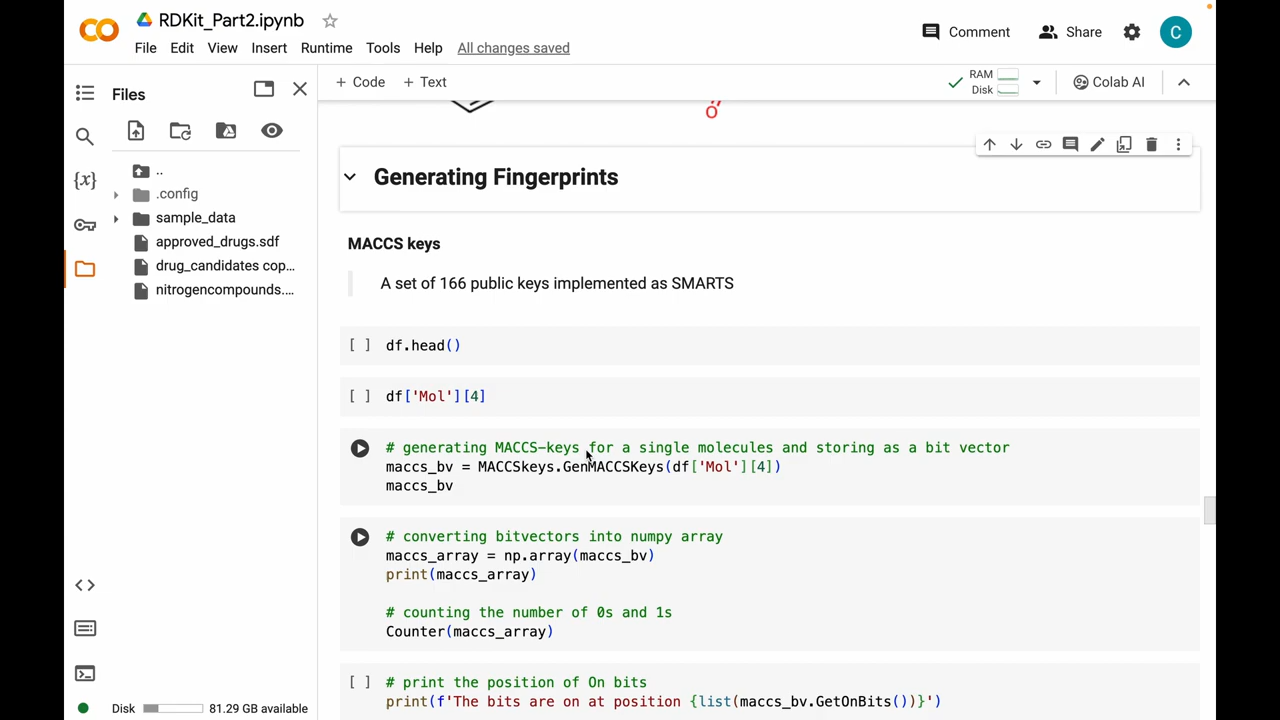 RDKit_Part2.ipynb
File Edit View Insert Runtime Tools Help All changes saved
Comment
Share
C
Files
+ Code + Text
RAM
Disk
Colab AI
..
.config
sample_data
approved_drugs.sdf
drug_candidates cop...
nitrogencompounds....
{x}
O
Generating Fingerprints
MACCS keys
A set of 166 public keys implemented as SMARTS
[ ] df.head()
[ ] df['Mol'][4]
# generating MACCS-keys for a single molecules and storing as a bit vector
maccs_bv = MACCSkeys.GenMACCSKeys(df['Mol'][4])
maccs_bv
# converting bitvectors into numpy array
maccs_array = np.array(maccs_bv)
print(maccs_array)
# counting the number of 0s and 1s
Counter(maccs_array)
[ ] # print the position of On bits
print(f'The bits are on at position {list(maccs_bv.GetOnBits())}')
Disk 81.29 GB available